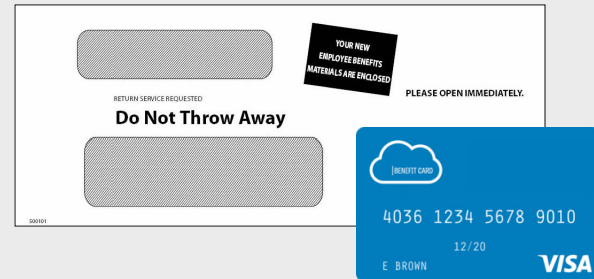 YOUR NEW
EMPLOYEE BENEFITS
MATERIALS ARE ENCLOSED
PLEASE OPEN IMMEDIATELY.
RETURN SERVICE REQUESTED
Do Not Throw Away
500101
BENEFIT CARD
4036 1234 5678 9010
12/20
E BROWN
VISA